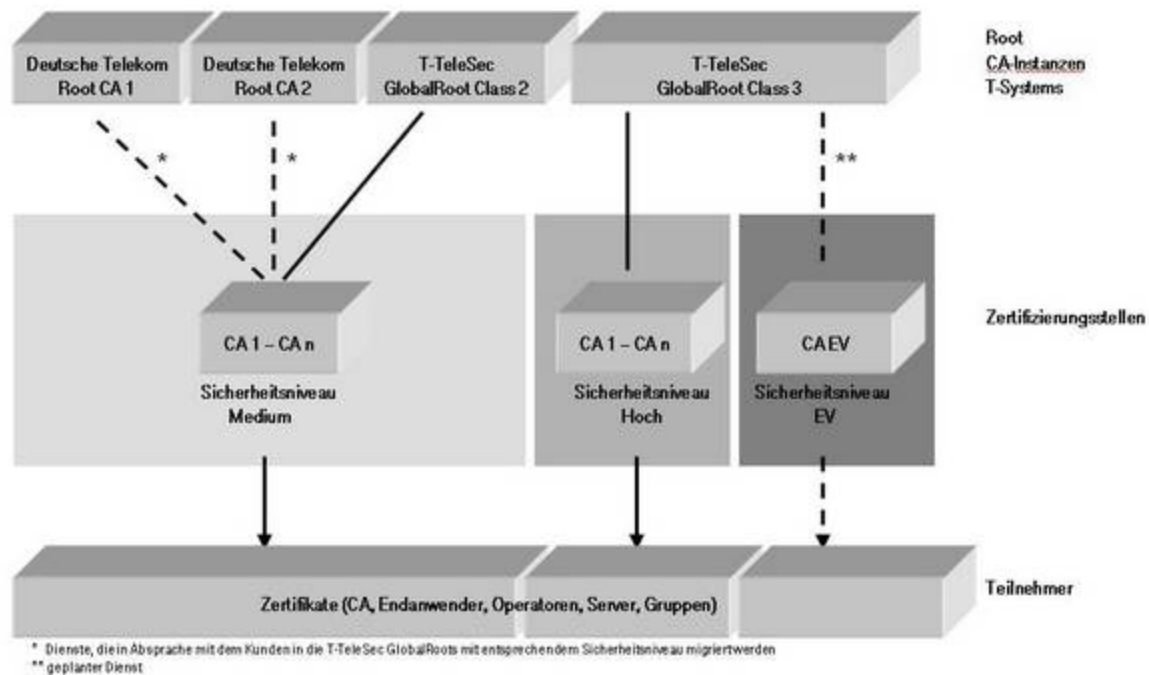 Deutsche Telekom
Root CA 1
Deutsche Telekom
Root CA 2
T-TeleSec
GlobalRoot Class 2
T-TeleSec
GlobalRoot Class 3
Root
CA-Instanzen
T-Systems
*
*
**
CA 1 – CA n
Sicherheitsniveau
Medium
CA 1 – CA n
Sicherheitsniveau
Hoch
CA EV
Sicherheitsniveau
EV
Zertifizierungsstellen
Zertifikate (CA, Endanwender, Operatoren, Server, Gruppen)
Teilnehmer
* Dienste, die in Absprache mit dem Kunden in die T-TeleSec GlobalRoots mit entsprechendem Sicherheitsniveau migriert werden
** geplanter Dienst